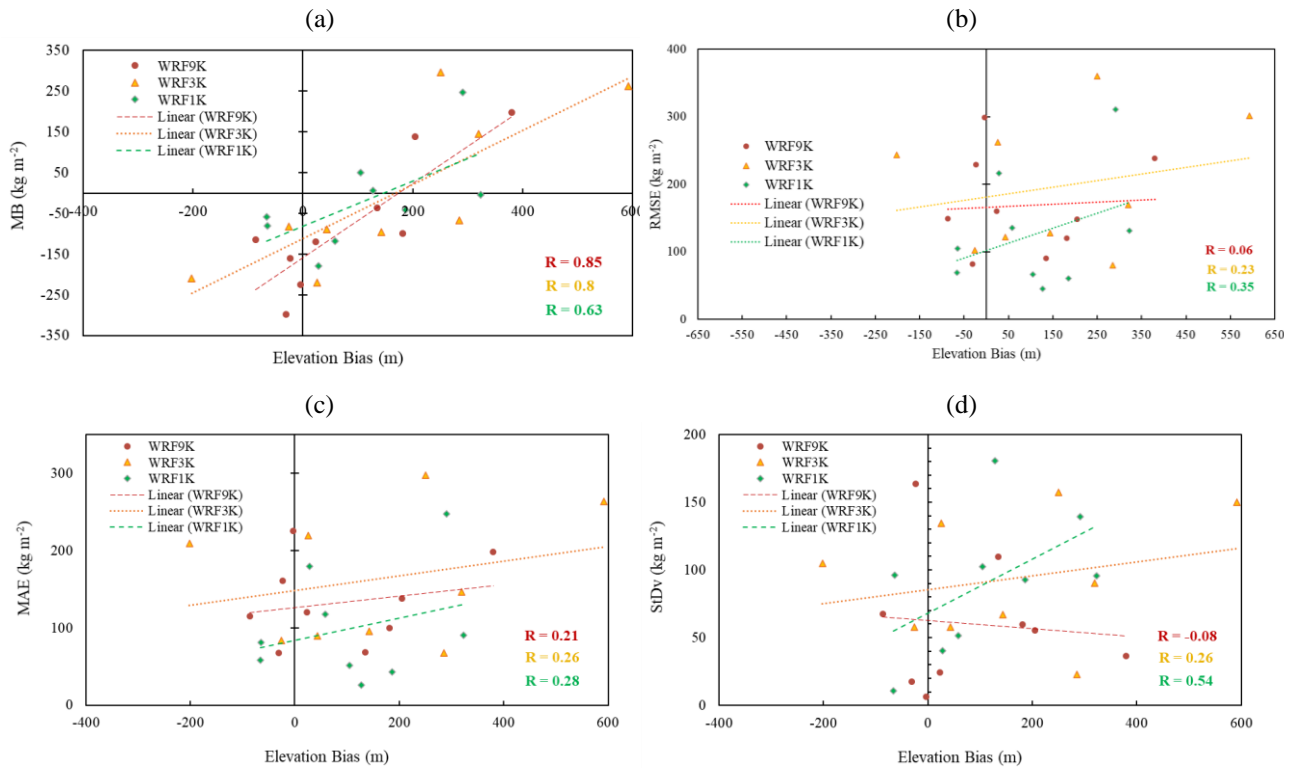 (a)
350
250
150
50
-50
-150
-250
-350
MB (kg m-2)
WRF9K
WRF3K
WRF1K
Linear (WRF9K)
Linear (WRF3K)
Linear (WRF1K)
-400
-200
0
200
400
600
R = 0.85
R = 0.8
R = 0.63
Elevation Bias (m)
(b)
400
300
200
100
0
RMSE (kg m-2)
WRF9K
WRF3K
WRF1K
Linear (WRF9K)
Linear (WRF3K)
Linear (WRF1K)
R = 0.06
R = 0.23
R = 0.35
-650 -550 -450 -350 -250 -150 -50 50 150 250 350 450 550 650
Elevation Bias (m)
(c)
300
200
100
0
MAE (kg m-2)
WRF9K
WRF3K
WRF1K
Linear (WRF9K)
Linear (WRF3K)
Linear (WRF1K)
R = 0.21
R = 0.26
R = 0.28
-400 -200 0 200 400 600
Elevation Bias (m)
(d)
200
150
100
50
0
StDv (kg m-2)
WRF9K
WRF3K
WRF1K
Linear (WRF9K)
Linear (WRF3K)
Linear (WRF1K)
R = -0.08
R = 0.26
R = 0.54
-400 -200 0 200 400 600
Elevation Bias (m)